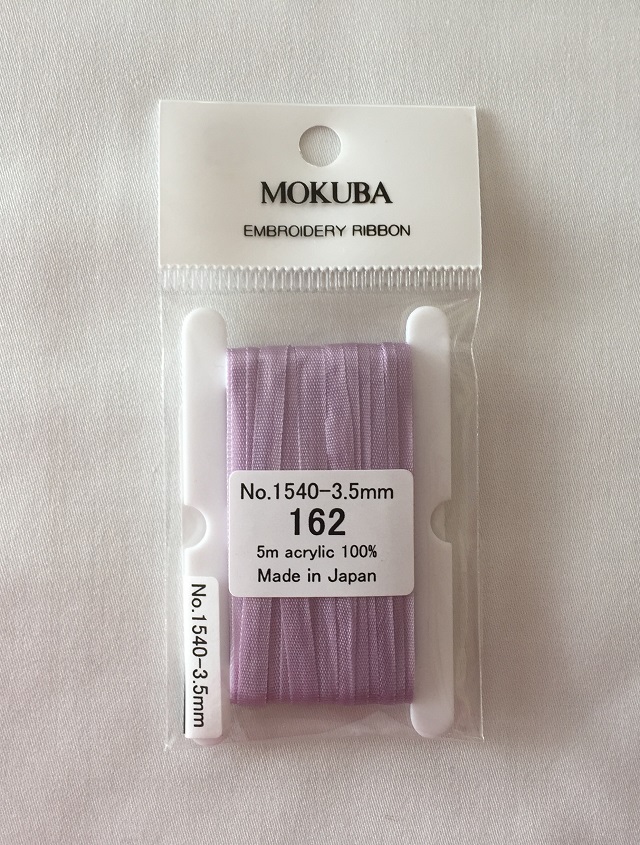 MOKUBA
EMBROIDERY RIBBON
No.1540-3.5mm
162
5m acrylic 100%
Made in Japan
No.1540-3.5mm